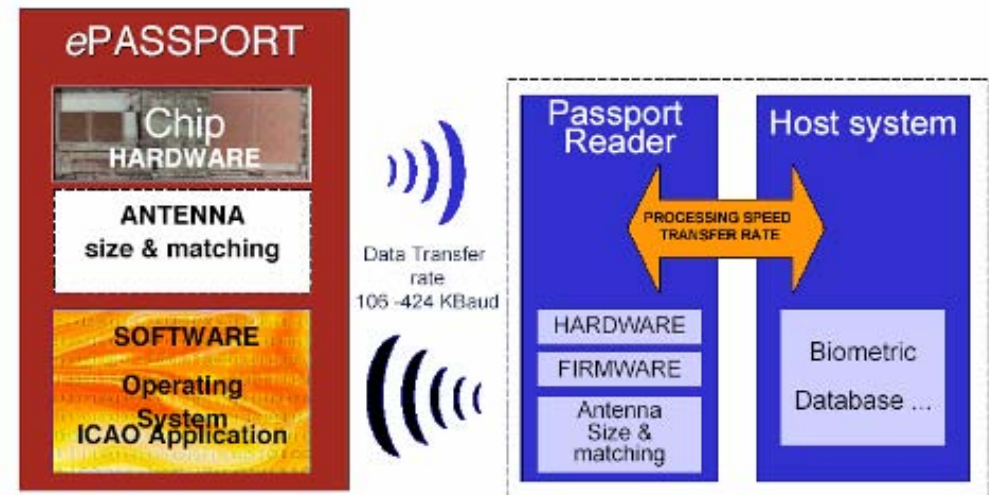 ePASSPORT
Chip
HARDWARE
ANTENNA
size & matching
SOFTWARE
Operating
System
ICAO Application
Data Transfer
rate
106 -424 KBaud
Passport
Reader
Host system
PROCESSING SPEED
TRANSFER RATE
HARDWARE
FIRMWARE
Antenna
Size &
matching
Biometric
Database ...